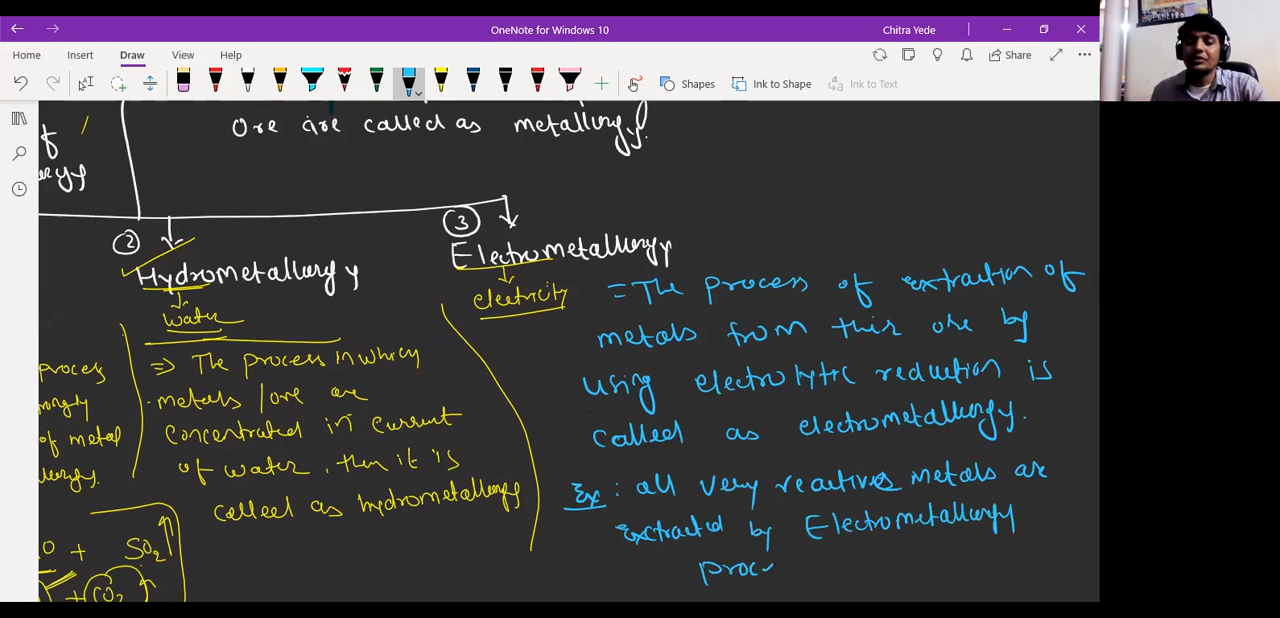 OneNote for Windows 10
Chitra Yede
Home
Insert
Draw
View
Help
Share
Shapes
Ink to Shape
Ink to Text
of
Ore are called as metallurgy.
②
Hydrometallurgy
water
⇒ The process in which
metals / ore are
concentrated in current
of water, then it is
called as hydrometallurgy
③
Electrometallurgy
electricity
=The process of extraction of
metals from this ore by
using electrolytic reduction is
called as electrometallurgy.
Ex: all very reactives metals are
extracted by Electrometallurgy
proc
process
of metal
O + SO2
+ CO2